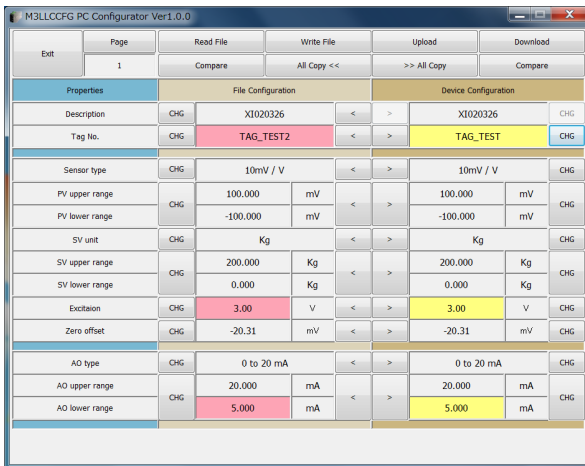 M3LLCCFG PC Configurator Ver1.0.0
Exit Page Read File Write File Upload Download
1 Compare All Copy << >> All Copy Compare
Properties File Configuration Device Configuration
Description CHG XI020326 < > XI020326 CHG
Tag No. CHG TAG_TEST2 < > TAG_TEST CHG
Sensor type CHG 10mV / V < > 10mV / V CHG
PV upper range CHG 100.000 mV < > 100.000 mV CHG
PV lower range -100.000 mV -100.000 mV
SV unit CHG Kg < > Kg CHG
SV upper range CHG 200.000 Kg < > 200.000 Kg CHG
SV lower range 0.000 Kg 0.000 Kg
Excitaion CHG 3.00 V < > 3.00 V CHG
Zero offset CHG -20.31 mV < > -20.31 mV CHG
AO type CHG 0 to 20 mA < > 0 to 20 mA CHG
AO upper range CHG 20.000 mA < > 20.000 mA CHG
AO lower range 5.000 mA 5.000 mA